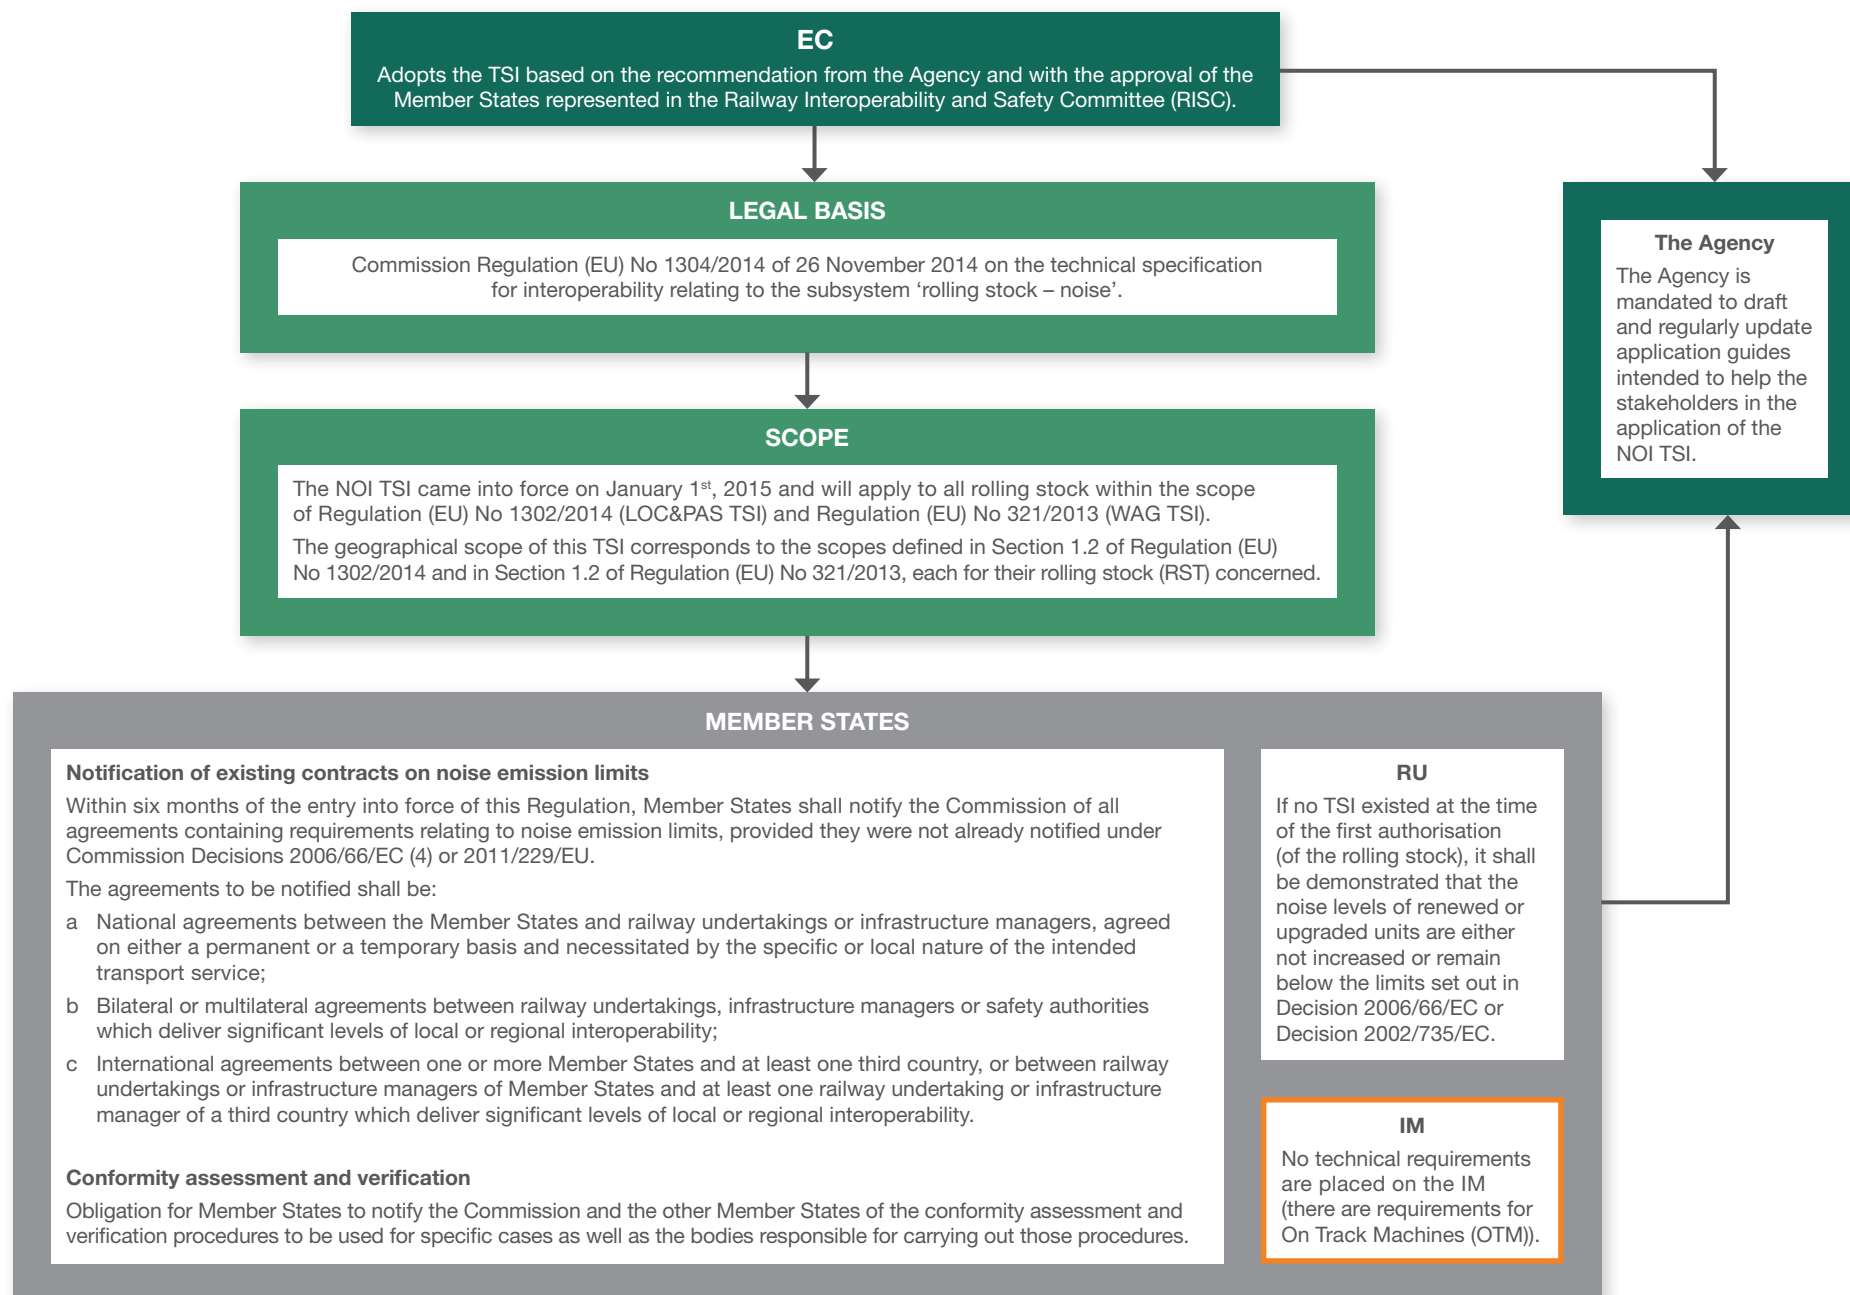 EC
Adopts the TSI based on the recommendation from the Agency and with the approval of the
Member States represented in the Railway Interoperability and Safety Committee (RISC).
LEGAL BASIS
Commission Regulation (EU) No 1304/2014 of 26 November 2014 on the technical specification
for interoperability relating to the subsystem ‘rolling stock – noise’.
The Agency
The Agency is
mandated to draft
and regularly update
application guides
intended to help the
stakeholders in the
application of the
NOI TSI.
SCOPE
The NOI TSI came into force on January 1st, 2015 and will apply to all rolling stock within the scope
of Regulation (EU) No 1302/2014 (LOC&PAS TSI) and Regulation (EU) No 321/2013 (WAG TSI).
The geographical scope of this TSI corresponds to the scopes defined in Section 1.2 of Regulation (EU)
No 1302/2014 and in Section 1.2 of Regulation (EU) No 321/2013, each for their rolling stock (RST) concerned.
MEMBER STATES
Notification of existing contracts on noise emission limits
Within six months of the entry into force of this Regulation, Member States shall notify the Commission of all
agreements containing requirements relating to noise emission limits, provided they were not already notified under
Commission Decisions 2006/66/EC (4) or 2011/229/EU.
The agreements to be notified shall be:
a National agreements between the Member States and railway undertakings or infrastructure managers, agreed
on either a permanent or a temporary basis and necessitated by the specific or local nature of the intended
transport service;
b Bilateral or multilateral agreements between railway undertakings, infrastructure managers or safety authorities
which deliver significant levels of local or regional interoperability;
c International agreements between one or more Member States and at least one third country, or between railway
undertakings or infrastructure managers of Member States and at least one railway undertaking or infrastructure
manager of a third country which deliver significant levels of local or regional interoperability.
Conformity assessment and verification
Obligation for Member States to notify the Commission and the other Member States of the conformity assessment and
verification procedures to be used for specific cases as well as the bodies responsible for carrying out those procedures.
RU
If no TSI existed at the time
of the first authorisation
(of the rolling stock), it shall
be demonstrated that the
noise levels of renewed or
upgraded units are either
not increased or remain
below the limits set out in
Decision 2006/66/EC or
Decision 2002/735/EC.
IM
No technical requirements
are placed on the IM
(there are requirements for
On Track Machines (OTM)).